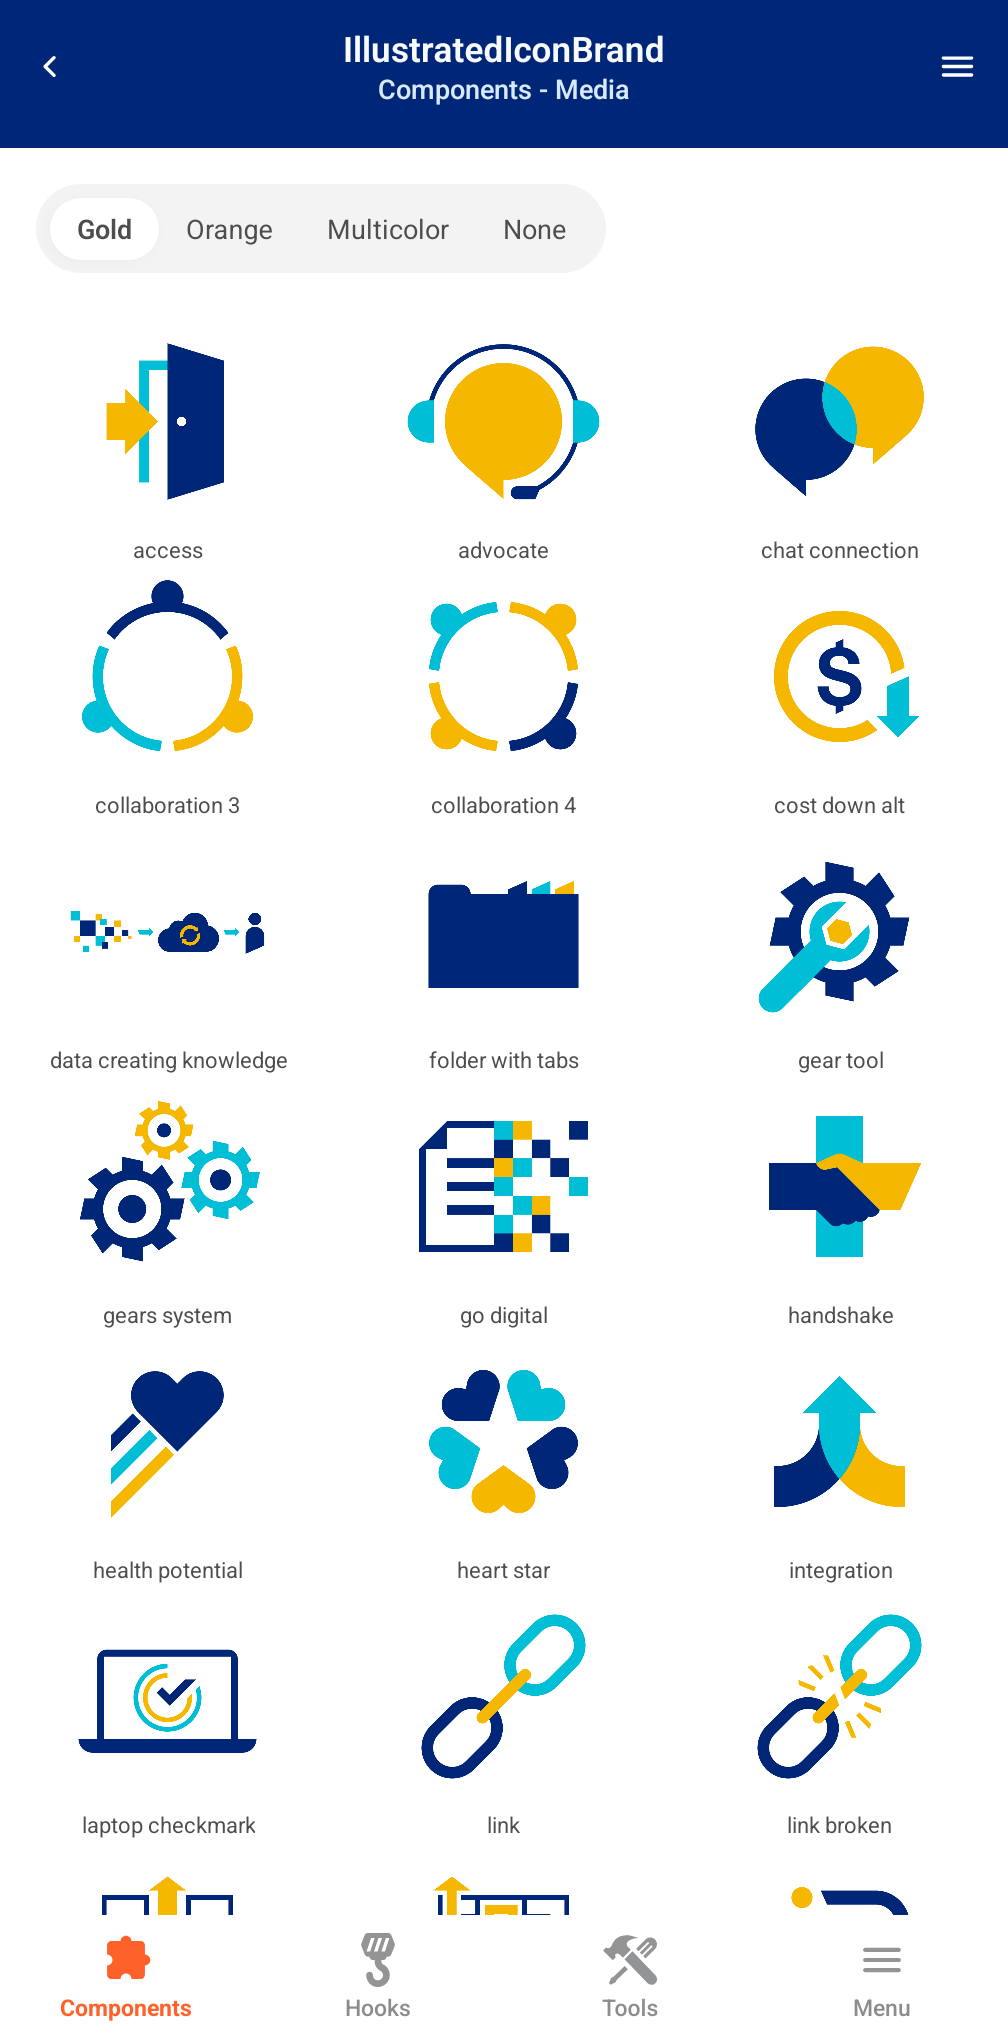 IllustratedIconBrand
Components - Media
Gold Orange Multicolor None
access advocate chat connection
$
collaboration 3 collaboration 4 cost down alt
data creating knowledge folder with tabs gear tool
gears system go digital handshake
health potential heart star integration
laptop checkmark link link broken
Components Hooks Tools Menu